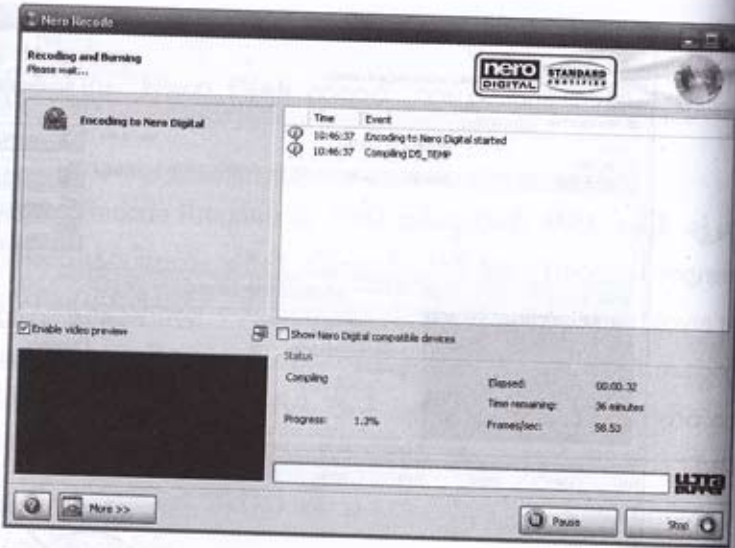 Nero Recode
Recoding and Burning
Please wait...
nero
DIGITAL
STANDARD
Encoding to Nero Digital
Time Event
10:46:37 Encoding to Nero Digital started
10:46:37 Compiling DS_TEMP
Enable video preview
Show Nero Digital compatible devices
Status
Compiling
Elapsed: 00:00:32
Time remaining: 36 minutes
Progress: 1.3%
Frames/sec: 58.53
ULTRA
BUFFER
More >>
Pause
Stop